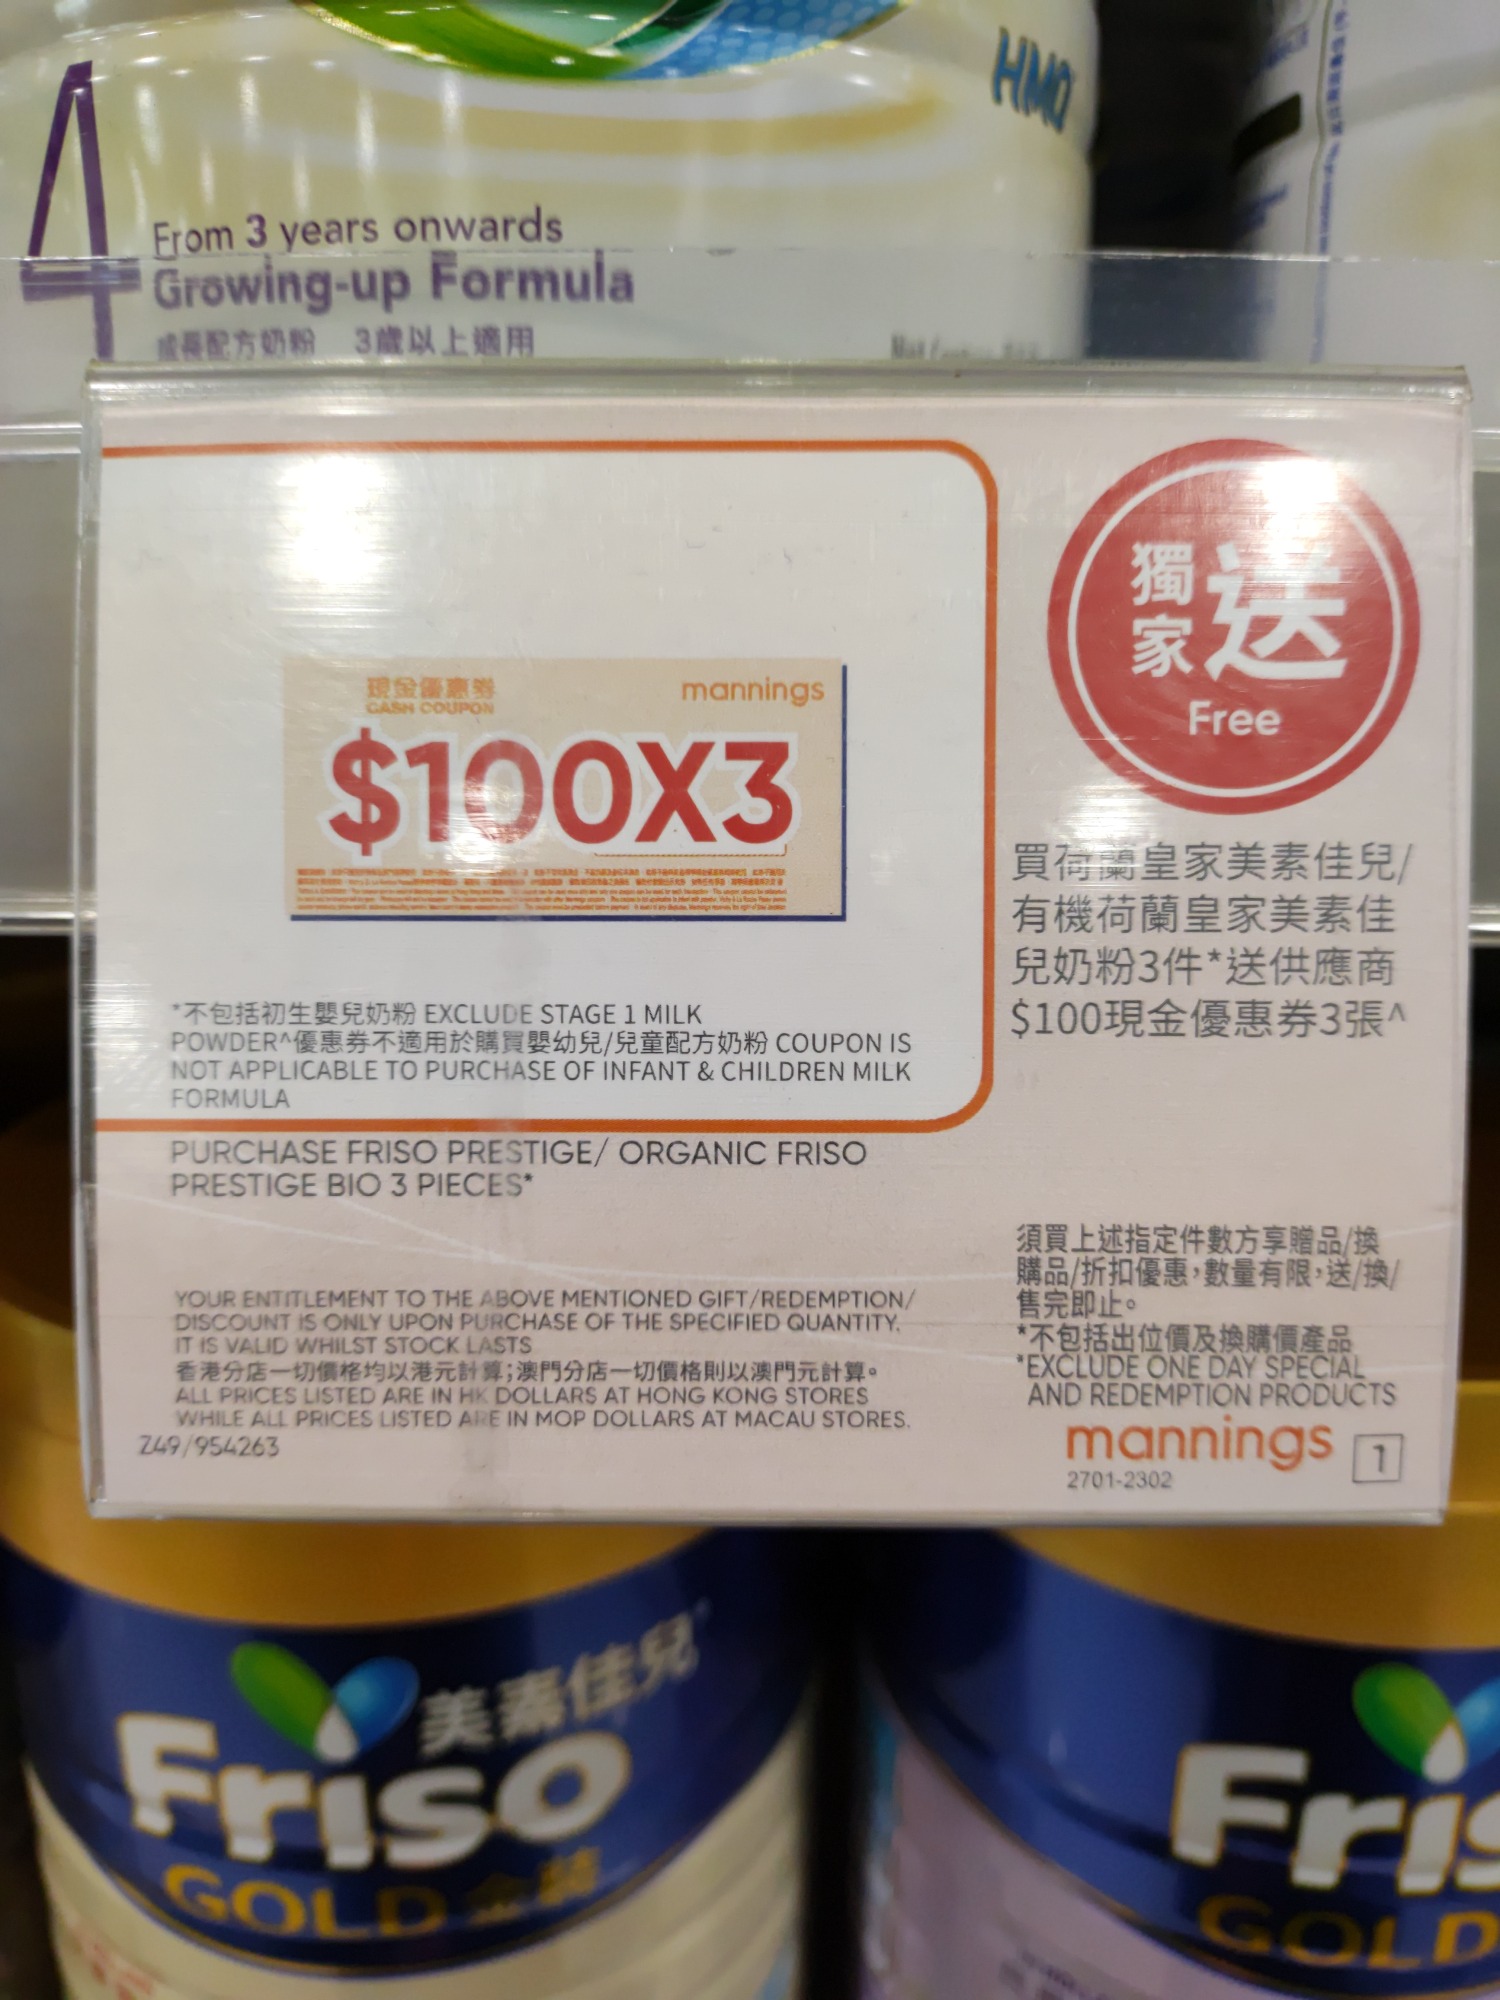 HMO
4
From 3 years onwards
Growing-up Formula
成長配方奶粉 3歲以上適用
現金優惠券
CASH COUPON
mannings
$100X3
獨家送
Free
買荷蘭皇家美素佳兒/
有機荷蘭皇家美素佳
兒奶粉3件*送供應商
$100現金優惠券3張^
*不包括初生嬰兒奶粉 EXCLUDE STAGE 1 MILK
POWDER^優惠券不適用於購買嬰幼兒/兒童配方奶粉 COUPON IS
NOT APPLICABLE TO PURCHASE OF INFANT & CHILDREN MILK
FORMULA
PURCHASE FRISO PRESTIGE/ ORGANIC FRISO
PRESTIGE BIO 3 PIECES*
YOUR ENTITLEMENT TO THE ABOVE MENTIONED GIFT/REDEMPTION/
DISCOUNT IS ONLY UPON PURCHASE OF THE SPECIFIED QUANTITY.
IT IS VALID WHILST STOCK LASTS
香港分店一切價格均以港元計算;澳門分店一切價格則以澳門元計算。
ALL PRICES LISTED ARE IN HK DOLLARS AT HONG KONG STORES
WHILE ALL PRICES LISTED ARE IN MOP DOLLARS AT MACAU STORES.
Z49/954263
須買上述指定件數方享贈品/換
購品/折扣優惠,數量有限,送/換/
售完即止。
*不包括出位價及換購價產品
*EXCLUDE ONE DAY SPECIAL
AND REDEMPTION PRODUCTS
mannings 1
2701-2302
美素佳兒
Friso
GOLD 金裝
Fris
GOLD